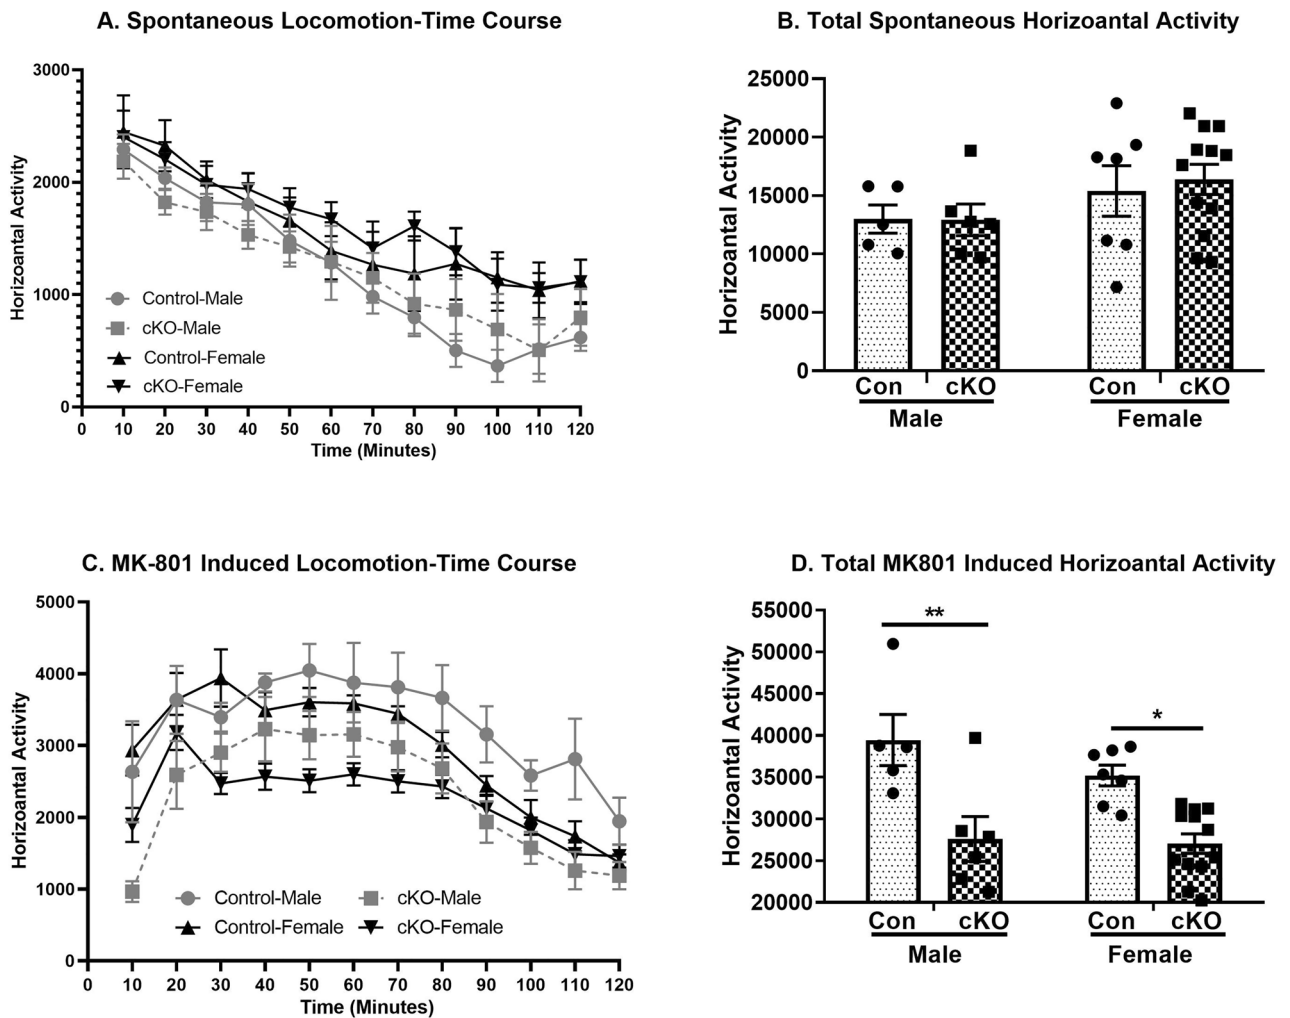 A. Spontaneous Locomotion-Time Course
Horizoantal Activity
3000
2000
1000
0
Control-Male
cKO-Male
Control-Female
cKO-Female
0 10 20 30 40 50 60 70 80 90 100 110 120
Time (Minutes)
B. Total Spontaneous Horizoantal Activity
Horizoantal Activity
25000
20000
15000
10000
5000
0
Con cKO Con cKO
Male Female
C. MK-801 Induced Locomotion-Time Course
Horizoantal Activity
5000
4000
3000
2000
1000
0
Control-Male cKO-Male
Control-Female cKO-Female
0 10 20 30 40 50 60 70 80 90 100 110 120
Time (Minutes)
D. Total MK801 Induced Horizoantal Activity
Horizoantal Activity
55000
50000
45000
40000
35000
30000
25000
20000
**
*
Con cKO Con cKO
Male Female